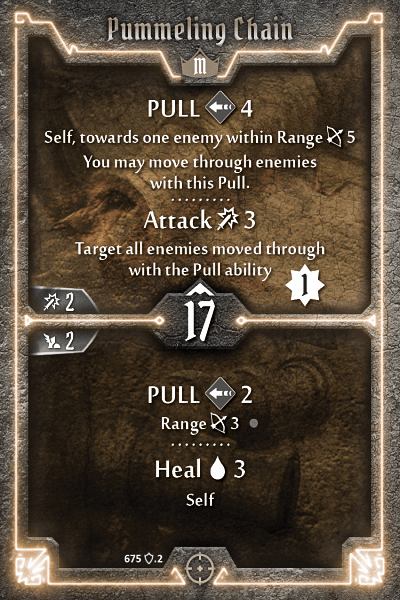 Pummeling Chain
M
PULL 4
Self, towards one enemy within Range 5
You may move through enemies
with this Pull.
Attack 3
Target all enemies moved through
with the Pull ability
1
2
17
2
PULL 2
Range 3
Heal 3
Self
675 .2